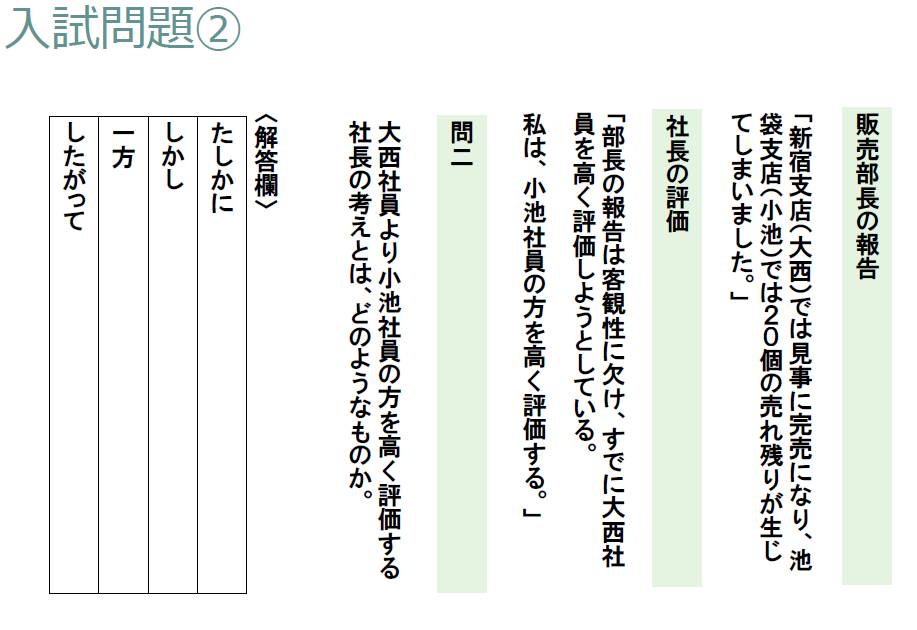 入試問題②
販売部長の報告
「新宿支店(大西)では見事に完売になり、池
袋支店(小池)では20個の売れ残りが生じ
てしまいました。」
社長の評価
「部長の報告は客観性に欠け、すでに大西社
員を高く評価しようとしている。
私は、小池社員の方を高く評価する。」
問二
大西社員より小池社員の方を高く評価する
社長の考えとは、どのようなものか。
〈解答欄〉
たしかに
しかし
一方
したがって